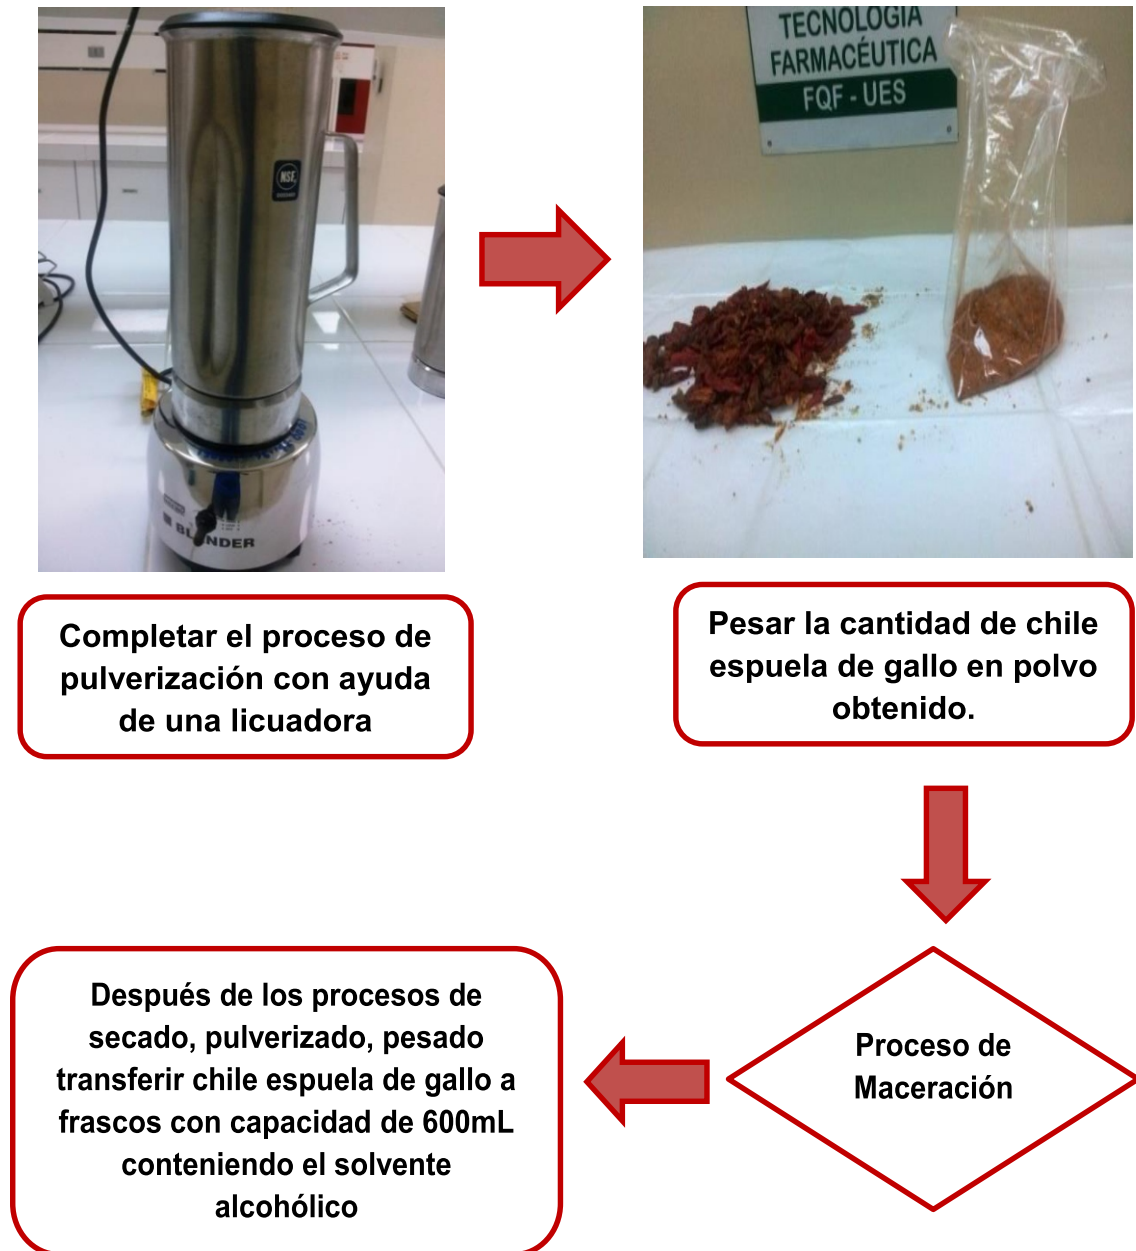 TECNOLOGÍA
FARMACÉUTICA
FQF - UES
NSF
BLENDER
Completar el proceso de
pulverización con ayuda
de una licuadora
Pesar la cantidad de chile
espuela de gallo en polvo
obtenido.
Proceso de
Maceración
Después de los procesos de
secado, pulverizado, pesado
transferir chile espuela de gallo a
frascos con capacidad de 600mL
conteniendo el solvente
alcohólico